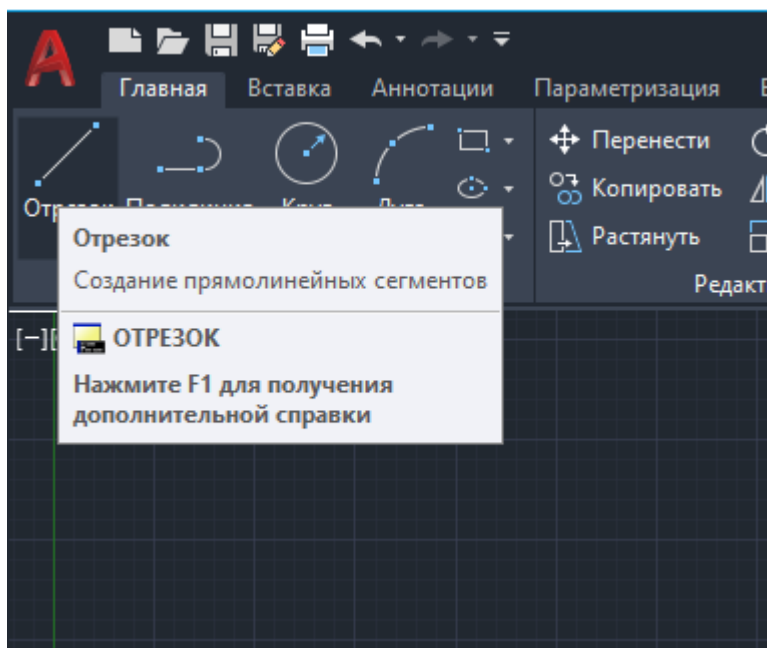 Главная Вставка Аннотации Параметризация
Перенести
Копировать
Растянуть
Отрезок
Создание прямолинейных сегментов
ОТРЕЗОК
Нажмите F1 для получения
дополнительной справки